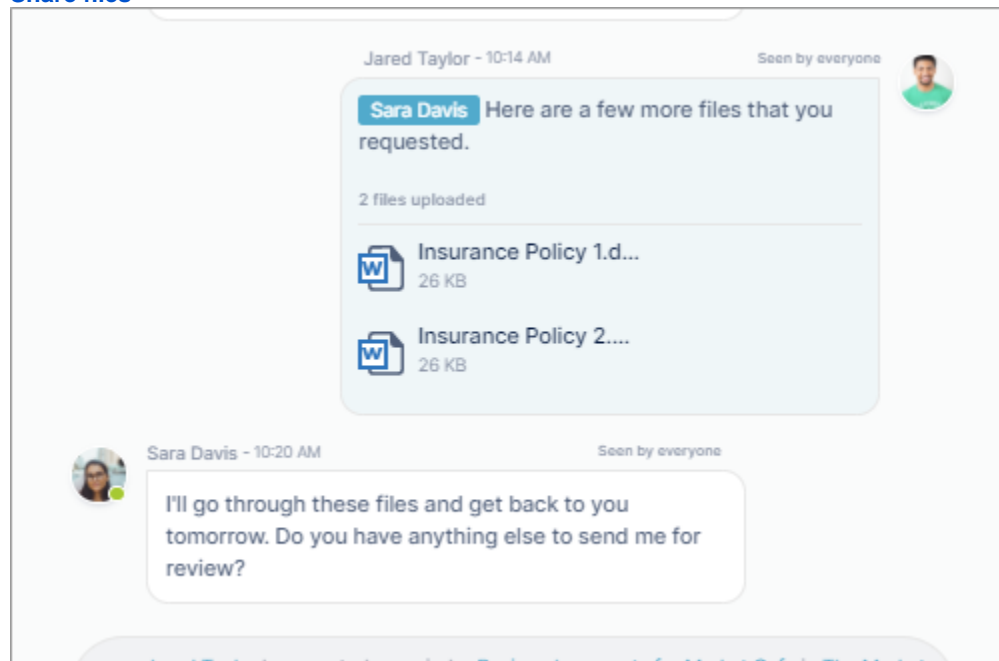 Share files
Jared Taylor - 10:14 AM Seen by everyone
Sara Davis Here are a few more files that you
requested.
2 files uploaded
W Insurance Policy 1.d...
26 KB
W Insurance Policy 2....
26 KB
Sara Davis - 10:20 AM Seen by everyone
I'll go through these files and get back to you
tomorrow. Do you have anything else to send me for
review?